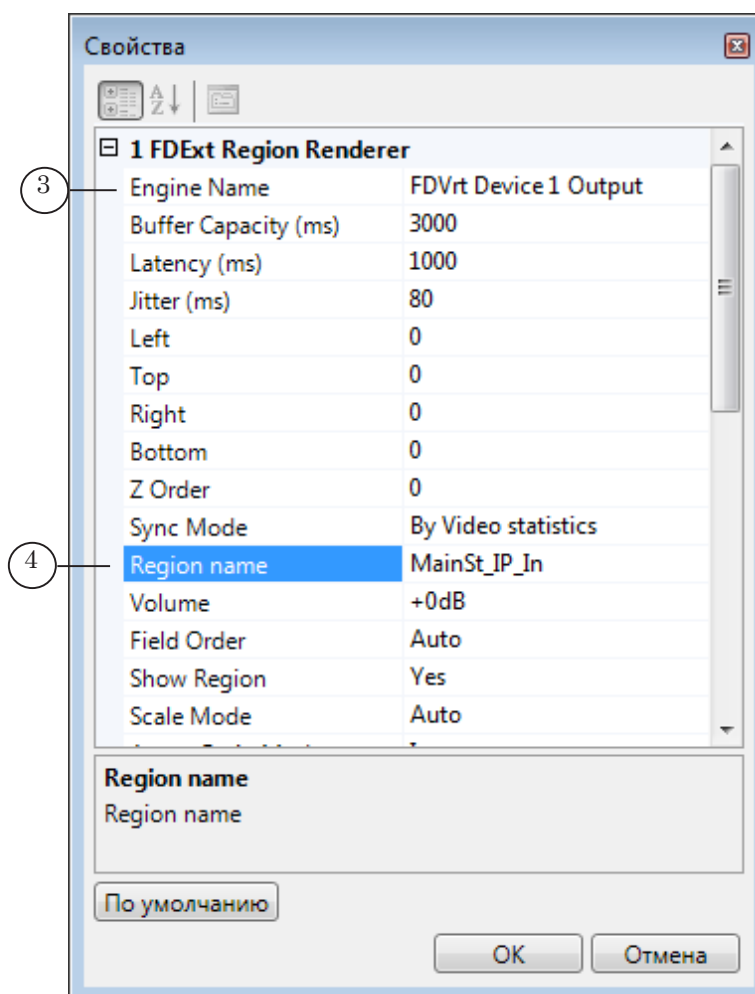 Свойства
1 FDExt Region Renderer
3 Engine Name FDVrt Device 1 Output
Buffer Capacity (ms) 3000
Latency (ms) 1000
Jitter (ms) 80
Left 0
Top 0
Right 0
Bottom 0
Z Order 0
Sync Mode By Video statistics
4 Region name MainSt_IP_In
Volume +0dB
Field Order Auto
Show Region Yes
Scale Mode Auto
Region name
Region name
По умолчанию
OK Отмена